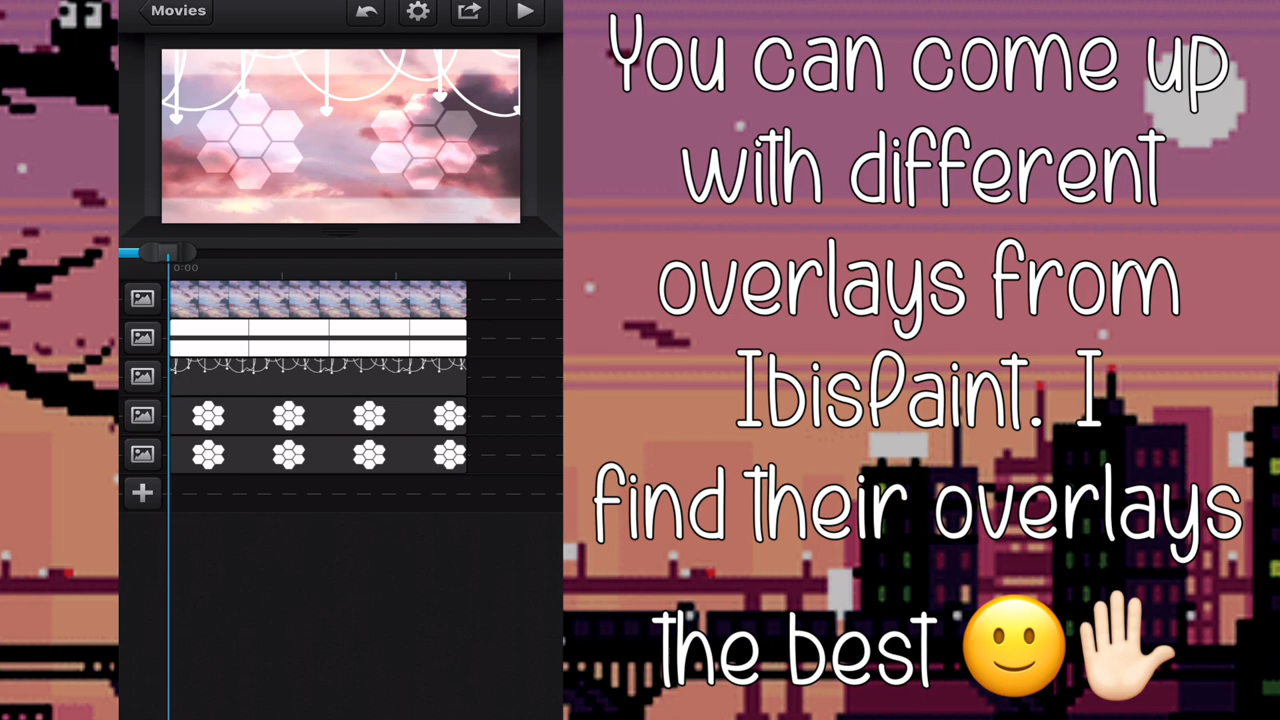 Movies
0:00
You can come up
with different
overlays from
IbisPaint. I
find their overlays
the best 🙂🖐🏻